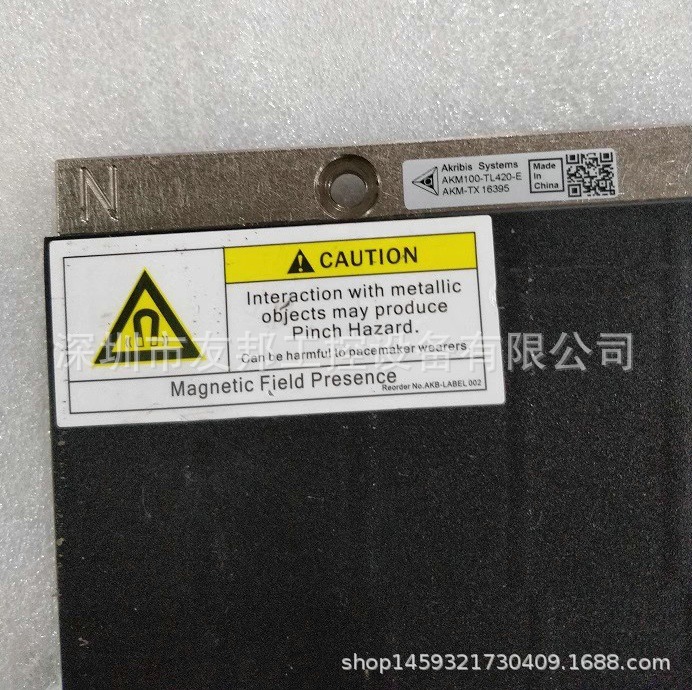 N
Akribis Systems
AKM100-TL420-E
AKM-TX 16395
Made
In
China
CAUTION
Interaction with metallic
objects may produce
Pinch Hazard.
Can be harmful to pacemaker wearers.
Magnetic Field Presence
Reorder No.AKB-LABEL 002
深圳市友邦工控设备有限公司
shop1459321730409.1688.com